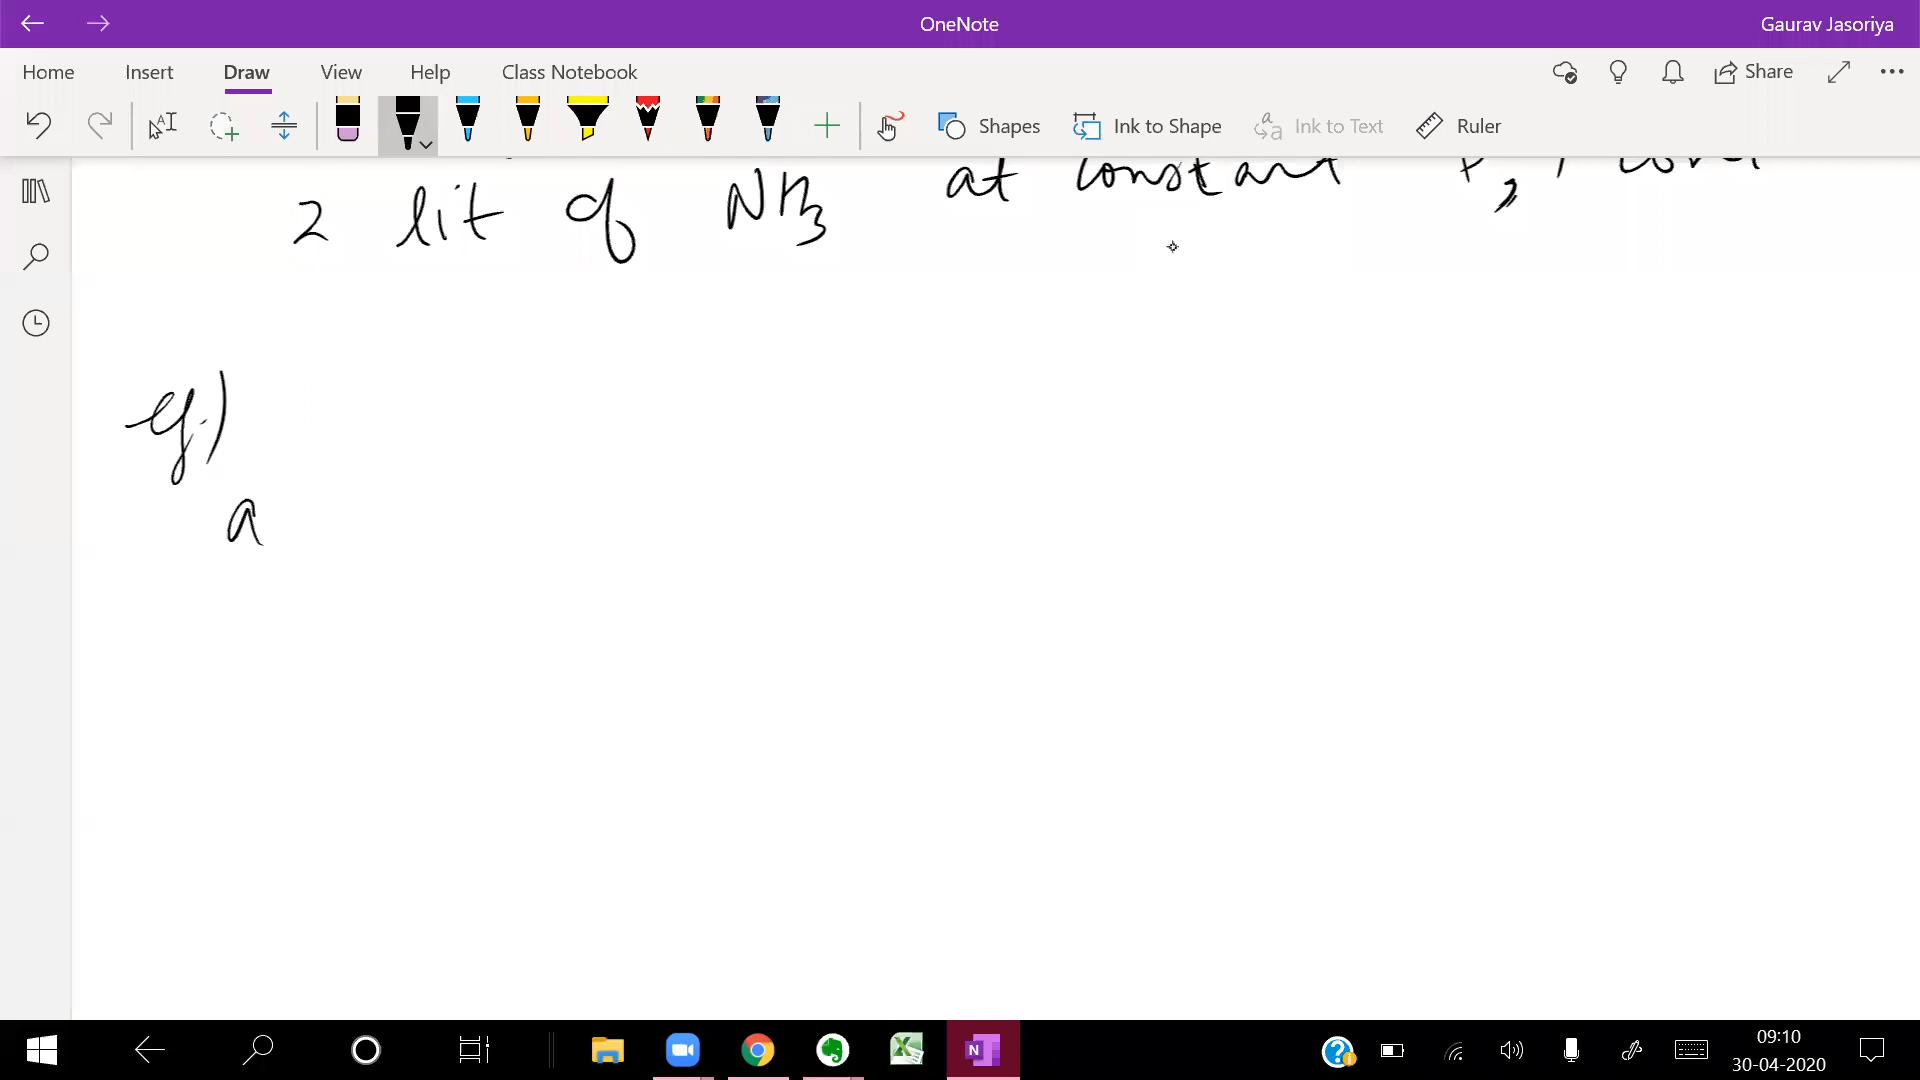 OneNote
Gaurav Jasoriya
Home Insert Draw View Help Class Notebook
Share
Shapes Ink to Shape Ink to Text Ruler
2 lit of NH3 at constant P,
eg.)
a
09:10
30-04-2020